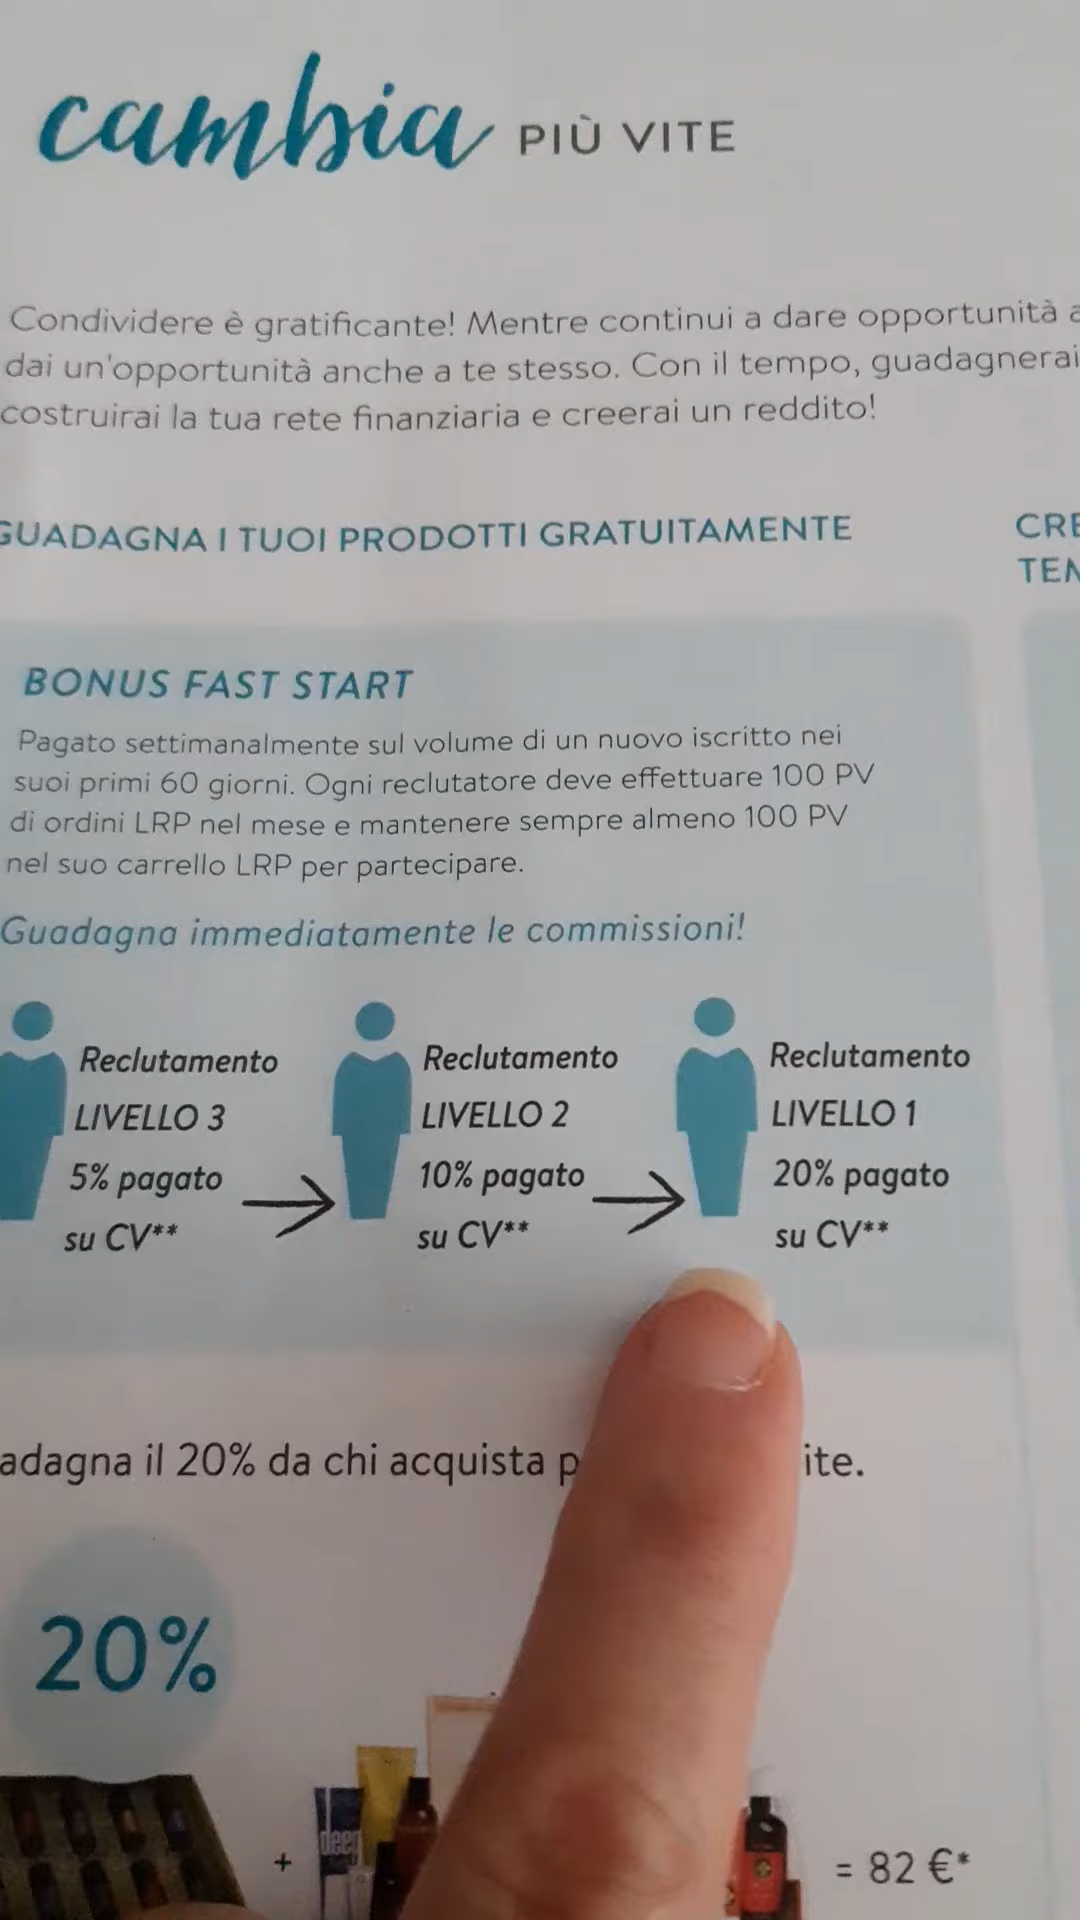 cambia PIÙ VITE
Condividere è gratificante! Mentre continui a dare opportunità
dai un'opportunità anche a te stesso. Con il tempo, guadagnerai
costruirai la tua rete finanziaria e creerai un reddito!
GUADAGNA I TUOI PRODOTTI GRATUITAMENTE
BONUS FAST START
Pagato settimanalmente sul volume di un nuovo iscritto nei
suoi primi 60 giorni. Ogni reclutatore deve effettuare 100 PV
di ordini LRP nel mese e mantenere sempre almeno 100 PV
nel suo carrello LRP per partecipare.
Guadagna immediatamente le commissioni!
Reclutamento
LIVELLO 3
5% pagato
su CV**
Reclutamento
LIVELLO 2
10% pagato
su CV**
Reclutamento
LIVELLO 1
20% pagato
su CV**
il 20% da chi acquista
20%
deep
+
= 82 €*